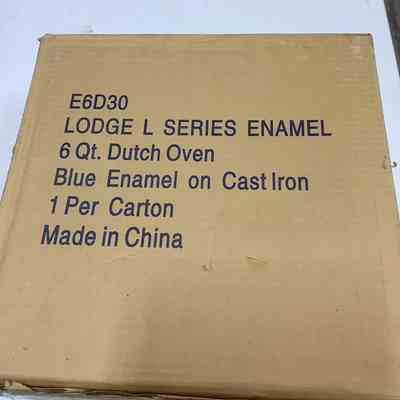 E6D30
LODGE L SERIES ENAMEL
6 Qt. Dutch Oven
Blue Enamel on Cast Iron
1 Per Carton
Made in China